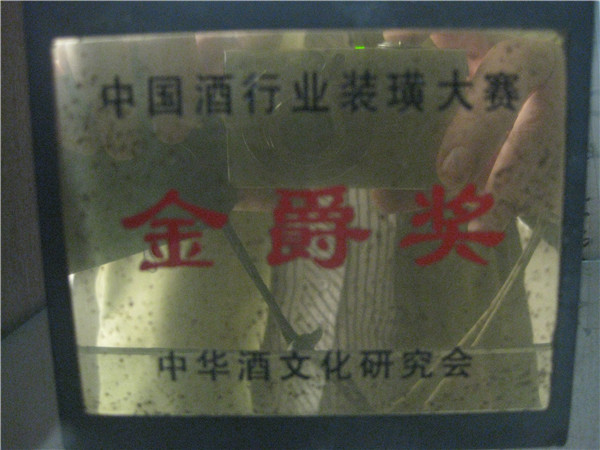 中国酒行业装璜大赛
金爵奖
中华酒文化研究会